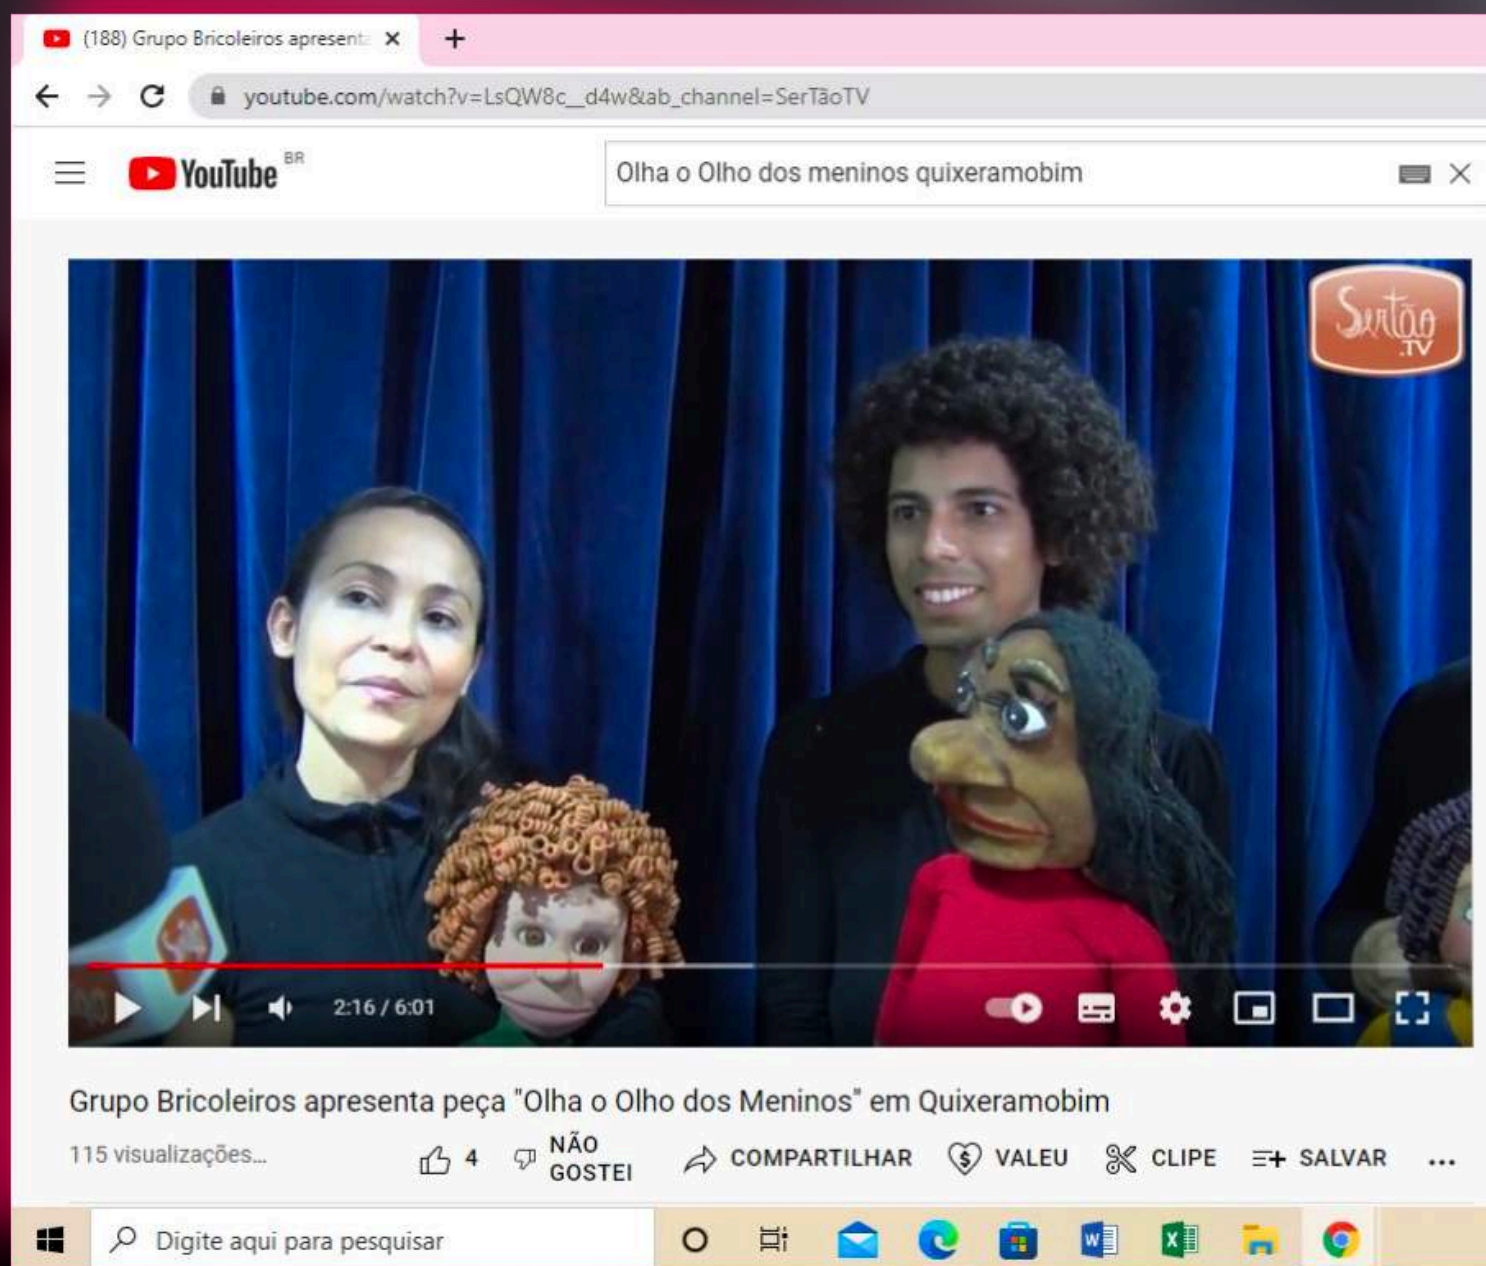 (188) Grupo Bricoleiros apresent
youtube.com/watch?v=LsQW8c__d4w&ab_channel=SerTãoTV
YouTube BR
Olha o Olho dos meninos quixeramobim
Sertão
.TV
2:16 / 6:01
Grupo Bricoleiros apresenta peça "Olha o Olho dos Meninos" em Quixeramobim
115 visualizações...
4
NÃO
GOSTEI
COMPARTILHAR
VALEU
CLIPE
SALVAR
...
Digite aqui para pesquisar